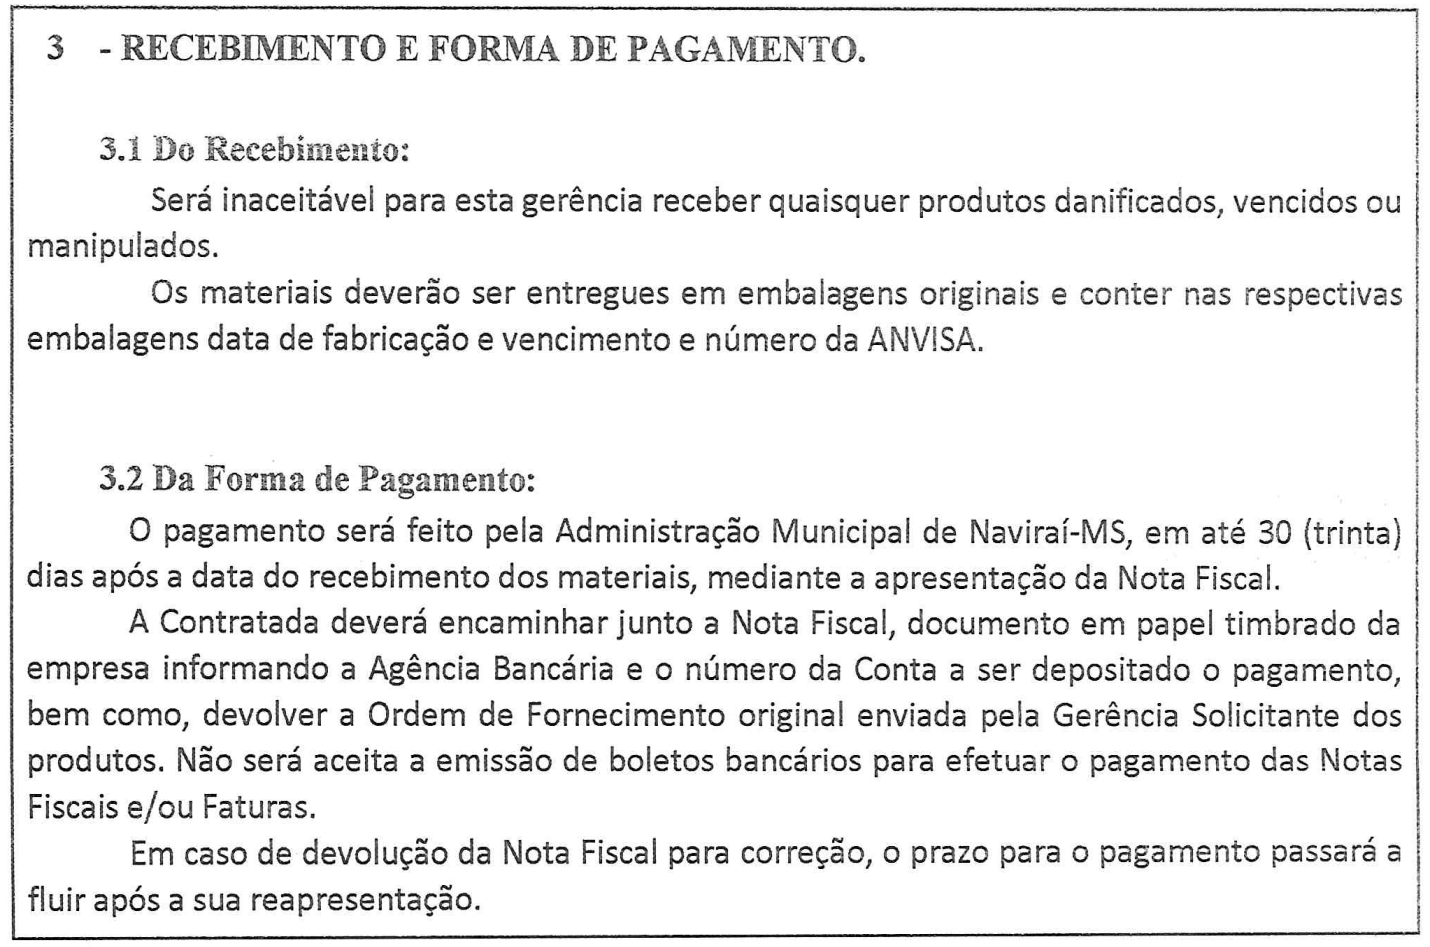 3 - RECEBIMENTO E FORMA DE PAGAMENTO.
3.1 Do Recebimento:
Será inaceitável para esta gerência receber quaisquer produtos danificados, vencidos ou
manipulados.
Os materiais deverão ser entregues em embalagens originais e conter nas respectivas
embalagens data de fabricação e vencimento e número da ANVISA.
3.2 Da Forma de Pagamento:
O pagamento será feito pela Administração Municipal de Naviraí-MS, em até 30 (trinta)
dias após a data do recebimento dos materiais, mediante a apresentação da Nota Fiscal.
A Contratada deverá encaminhar junto a Nota Fiscal, documento em papel timbrado da
empresa informando a Agência Bancária e o número da Conta a ser depositado o pagamento,
bem como, devolver a Ordem de Fornecimento original enviada pela Gerência Solicitante dos
produtos. Não será aceita a emissão de boletos bancários para efetuar o pagamento das Notas
Fiscais e/ou Faturas.
Em caso de devolução da Nota Fiscal para correção, o prazo para o pagamento passará a
fluir após a sua reapresentação.